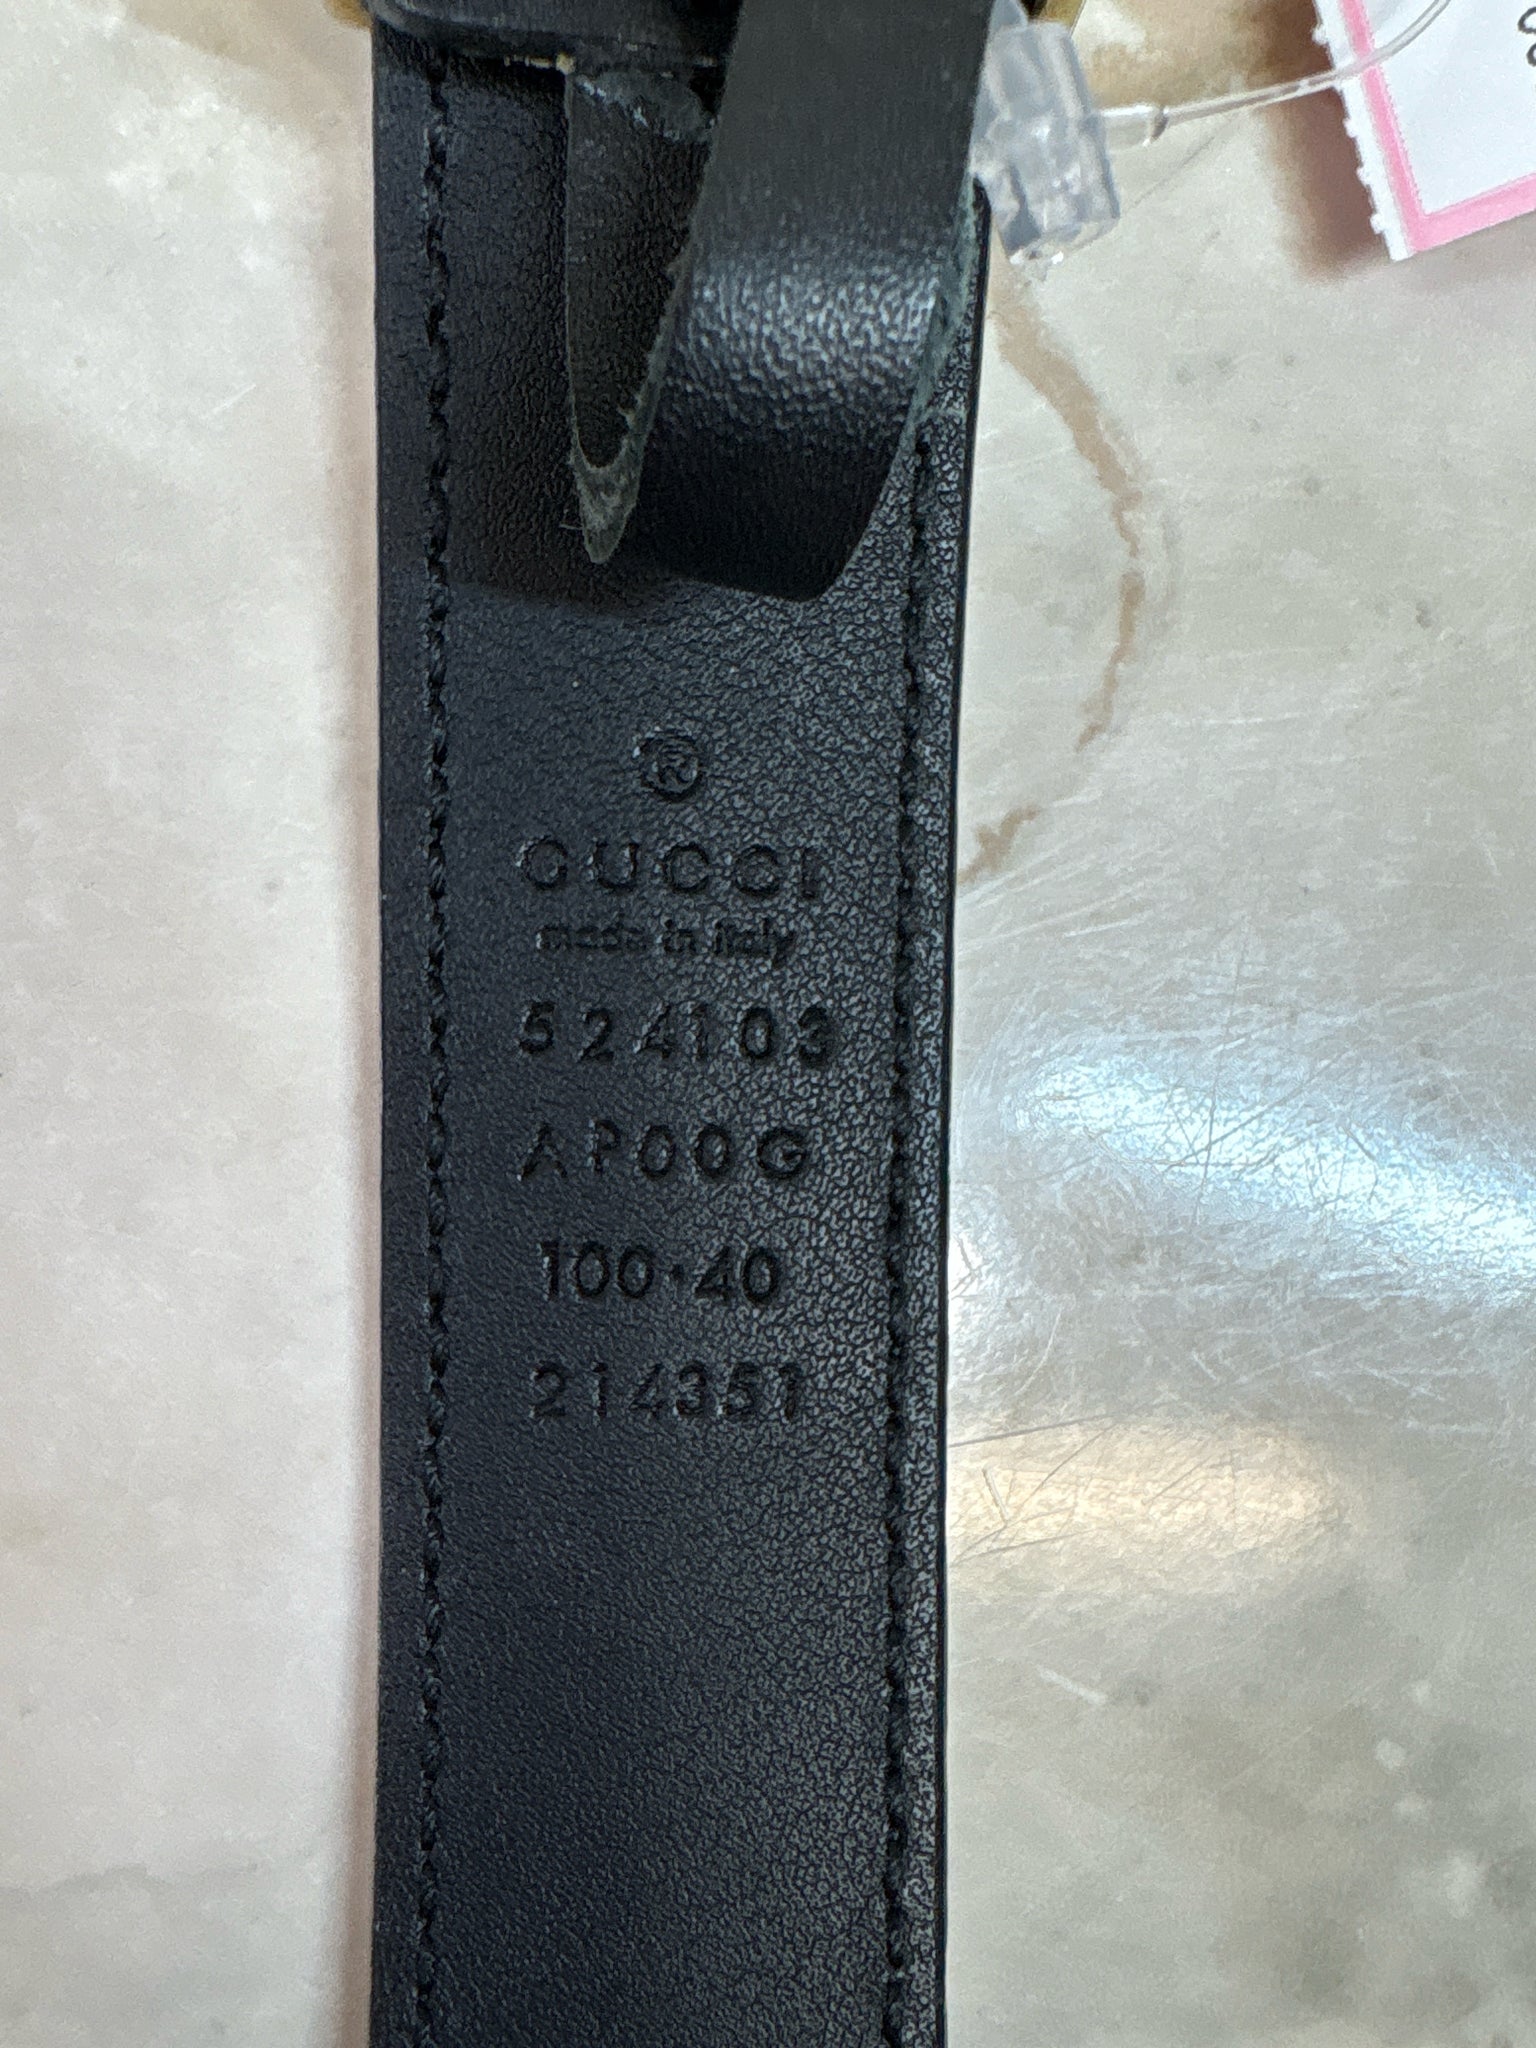 ®
GUCCI
made in italy
524103
AP00G
100·40
214351